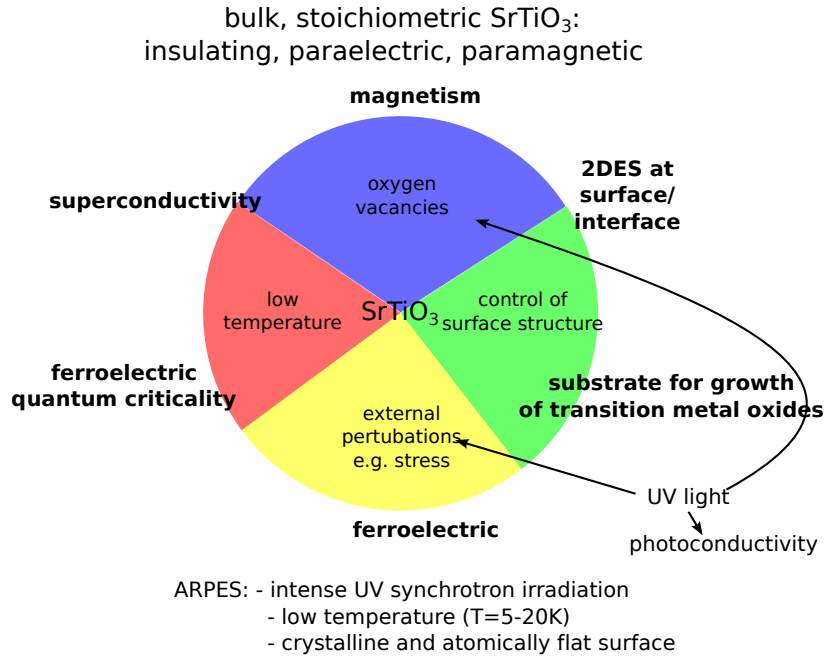 bulk, stoichiometric SrTiO₃:
insulating, paraelectric, paramagnetic
magnetism
2DES at
surface/
interface
oxygen
vacancies
superconductivity
low
temperature
SrTiO₃
control of
surface structure
ferroelectric
quantum criticality
substrate for growth
of transition metal oxides
external
pertubations
e.g. stress
UV light
ferroelectric
photoconductivity
ARPES: - intense UV synchrotron irradiation
- low temperature (T=5-20K)
- crystalline and atomically flat surface